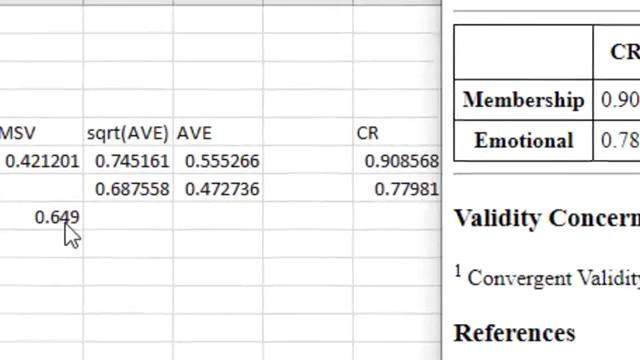 MSV sqrt(AVE) AVE CR
0.421201 0.745161 0.555266 0.908568
0.687558 0.472736 0.77981
0.649
CR
Membership 0.90
Emotional 0.78
Validity Concern
1 Convergent Validity
References